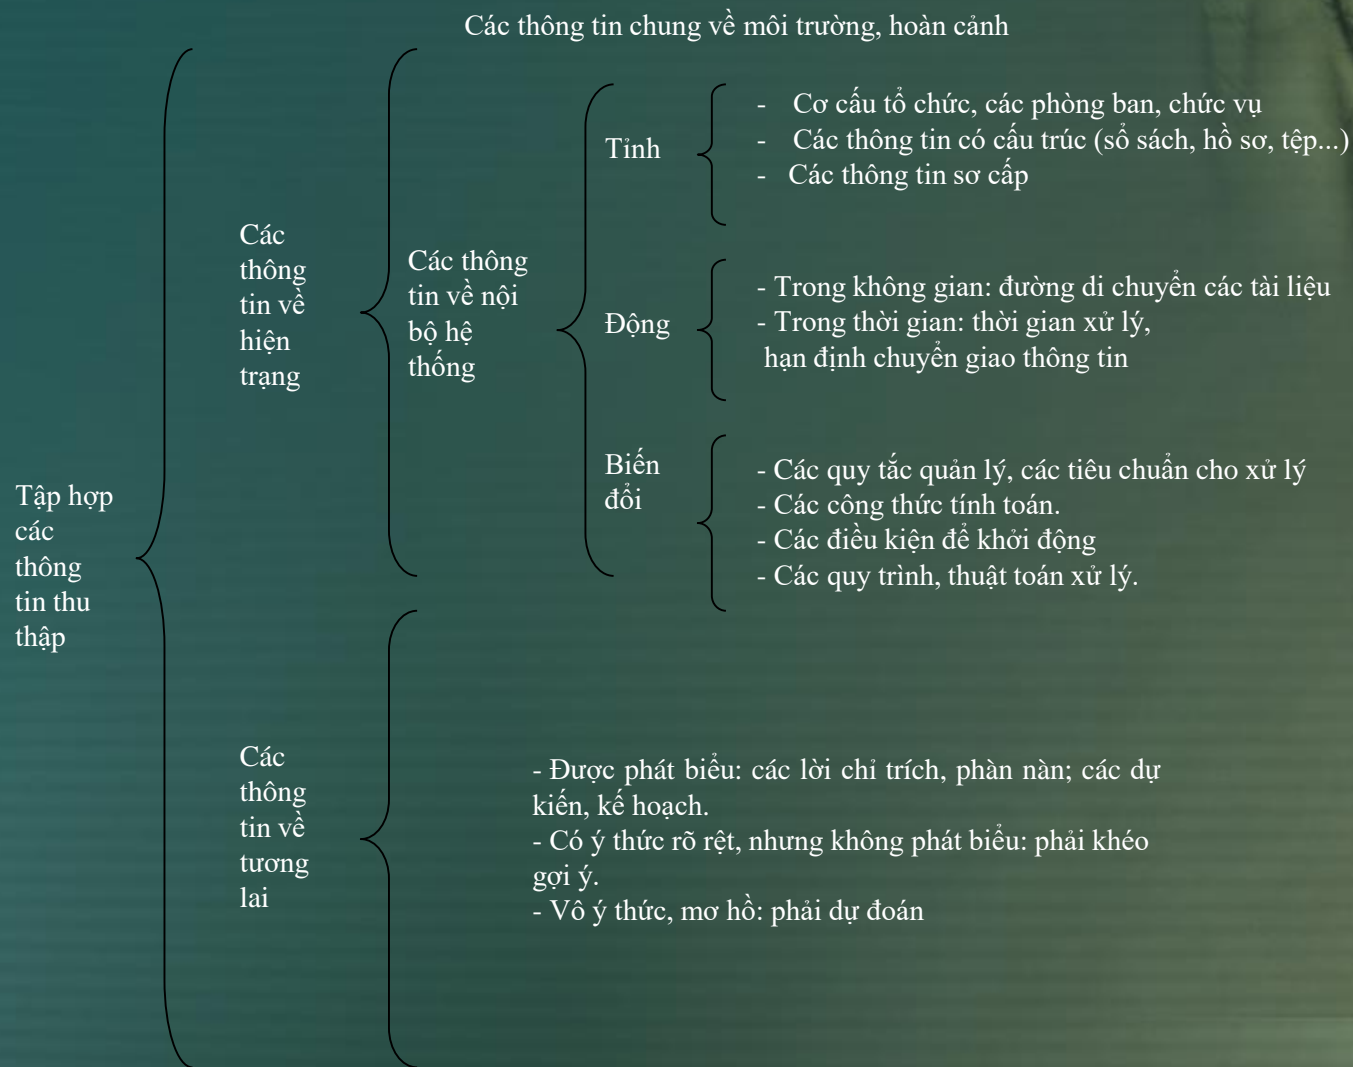 Các thông tin chung về môi trường, hoàn cảnh
Tập hợp
các
thông
tin thu
thập
Các
thông
tin về
hiện
trạng
Các thông
tin về nội
bộ hệ
thống
Tỉnh
- Cơ cấu tổ chức, các phòng ban, chức vụ
- Các thông tin có cấu trúc (sổ sách, hồ sơ, tệp...)
- Các thông tin sơ cấp
Động
- Trong không gian: đường di chuyển các tài liệu
- Trong thời gian: thời gian xử lý,
hạn định chuyển giao thông tin
Biến
đổi
- Các quy tắc quản lý, các tiêu chuẩn cho xử lý
- Các công thức tính toán.
- Các điều kiện để khởi động
- Các quy trình, thuật toán xử lý.
Các
thông
tin về
tương
lai
- Được phát biểu: các lời chỉ trích, phàn nàn; các dự
kiến, kế hoạch.
- Có ý thức rõ rệt, nhưng không phát biểu: phải khéo
gợi ý.
- Vô ý thức, mơ hồ: phải dự đoán